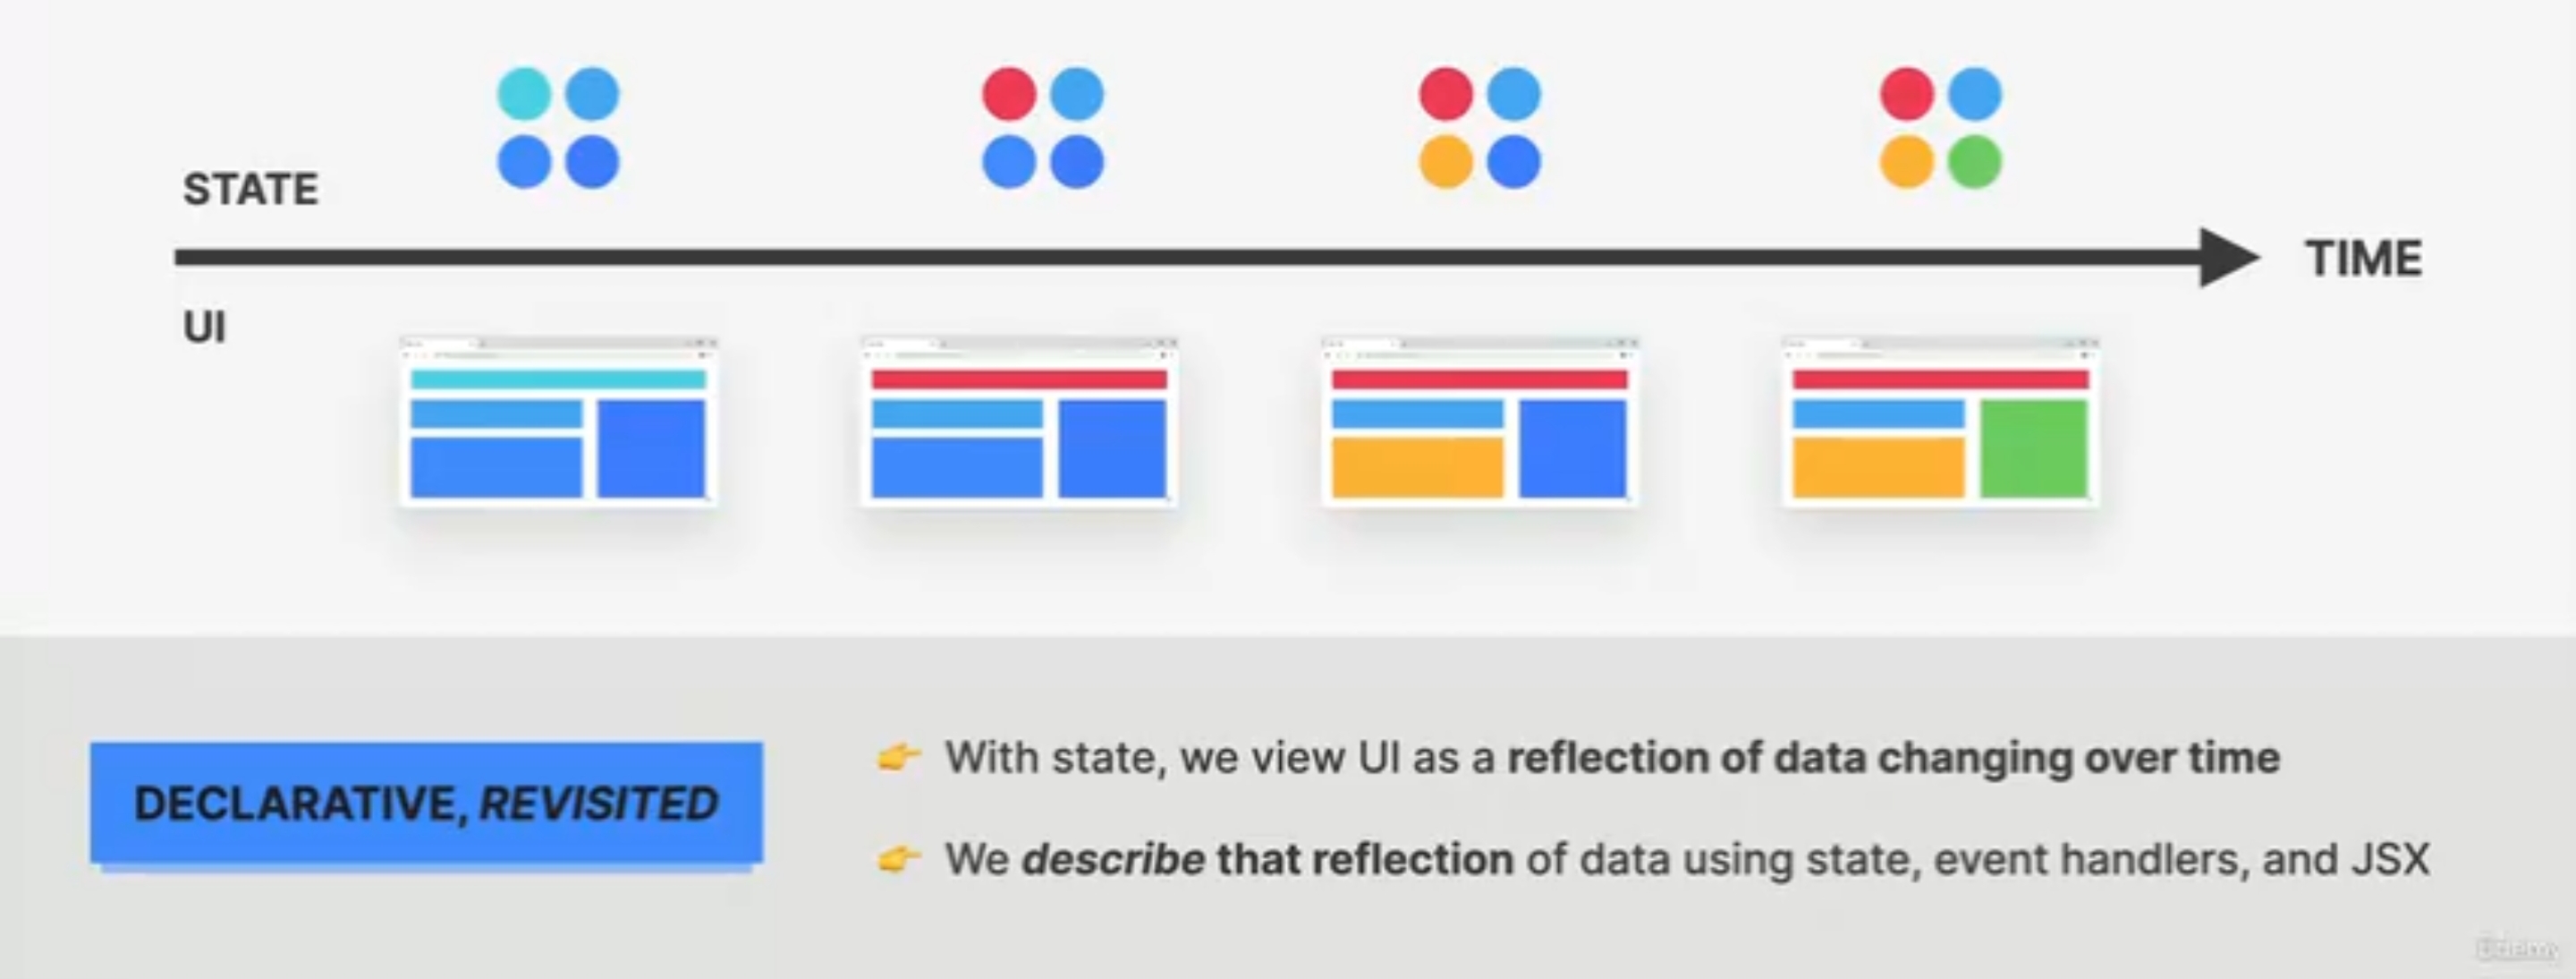 STATE
TIME
UI
DECLARATIVE, REVISITED
👉 With state, we view UI as a reflection of data changing over time
👉 We describe that reflection of data using state, event handlers, and JSX